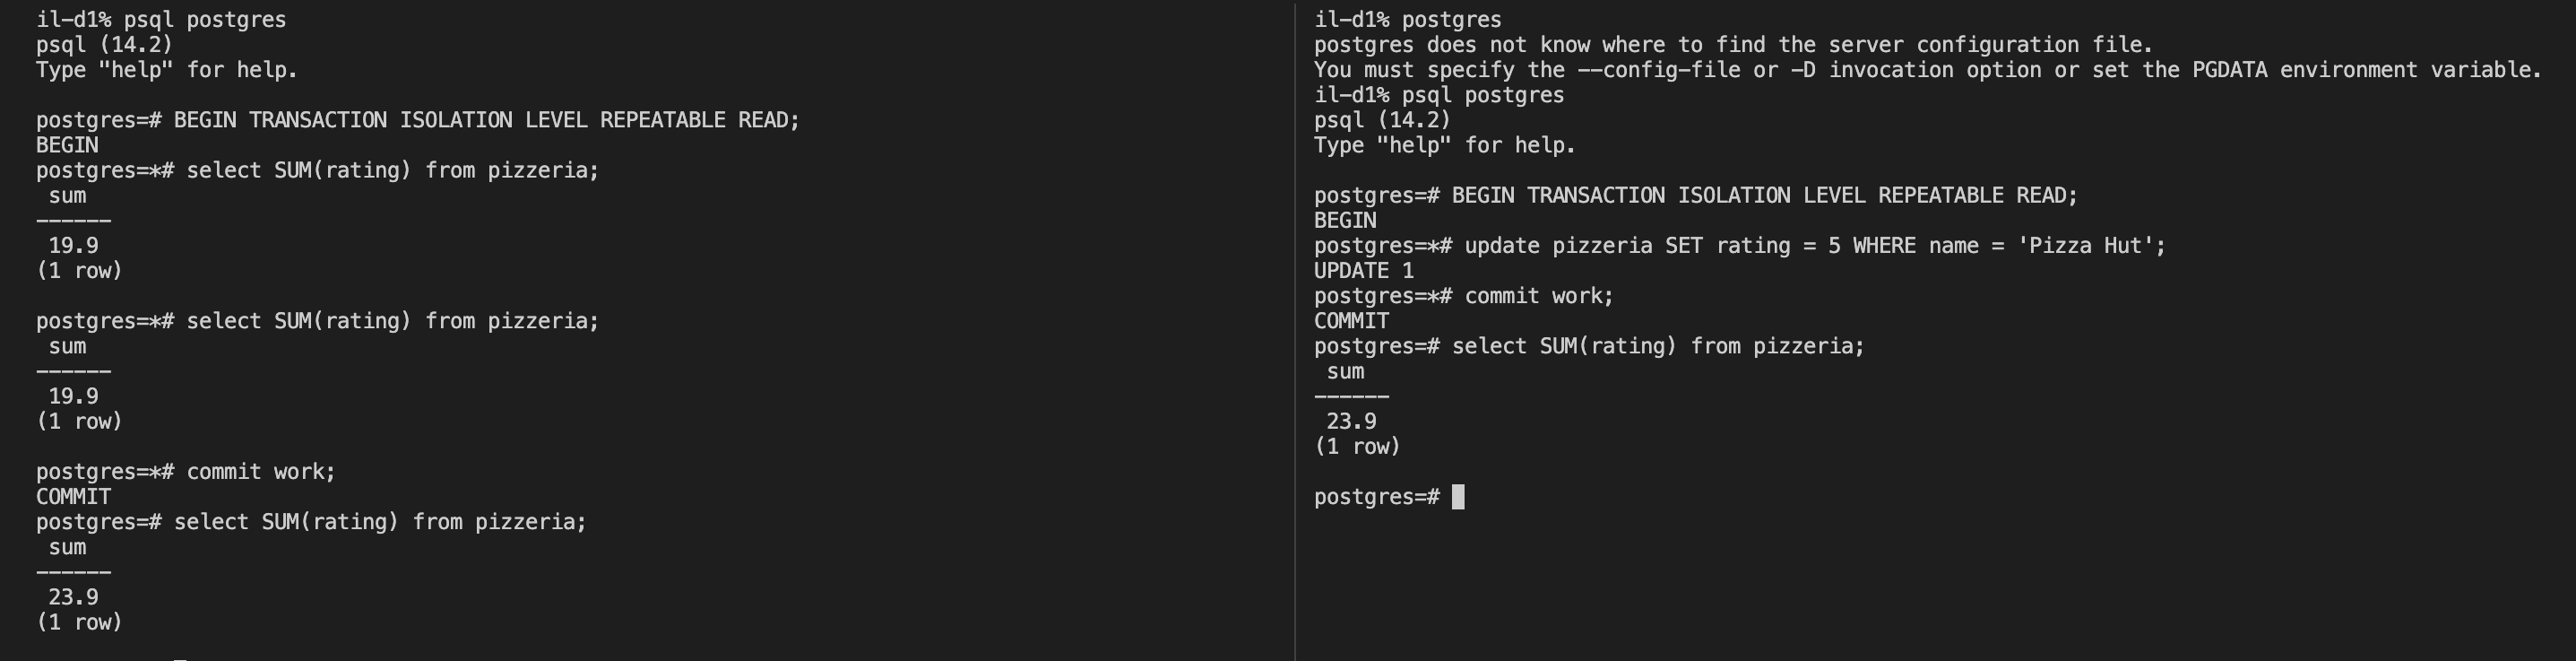 il-d1% psql postgres
psql (14.2)
Type "help" for help.
postgres=# BEGIN TRANSACTION ISOLATION LEVEL REPEATABLE READ;
BEGIN
postgres=*# select SUM(rating) from pizzeria;
sum
------
19.9
(1 row)
postgres=*# select SUM(rating) from pizzeria;
sum
------
19.9
(1 row)
postgres=*# commit work;
COMMIT
postgres=# select SUM(rating) from pizzeria;
sum
------
23.9
(1 row)
il-d1% postgres
postgres does not know where to find the server configuration file.
You must specify the --config-file or -D invocation option or set the PGDATA environment variable.
il-d1% psql postgres
psql (14.2)
Type "help" for help.
postgres=# BEGIN TRANSACTION ISOLATION LEVEL REPEATABLE READ;
BEGIN
postgres=*# update pizzeria SET rating = 5 WHERE name = 'Pizza Hut';
UPDATE 1
postgres=*# commit work;
COMMIT
postgres=# select SUM(rating) from pizzeria;
sum
------
23.9
(1 row)
postgres=#